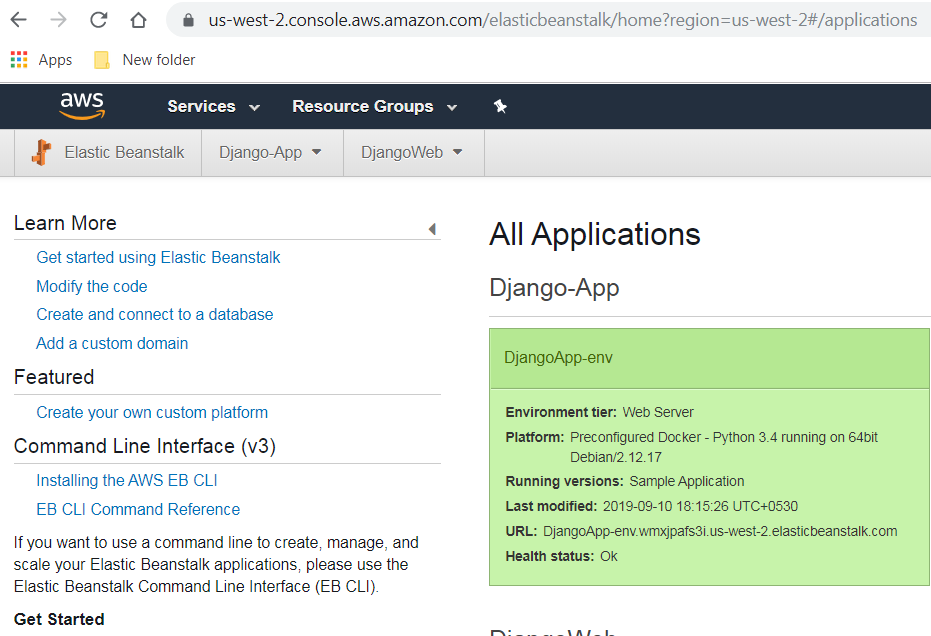 us-west-2.console.aws.amazon.com/elasticbeanstalk/home?region=us-west-2#/applications
Apps New folder
aws Services Resource Groups
Elastic Beanstalk Django-App DjangoWeb
Learn More
Get started using Elastic Beanstalk
Modify the code
Create and connect to a database
Add a custom domain
Featured
Create your own custom platform
Command Line Interface (v3)
Installing the AWS EB CLI
EB CLI Command Reference
If you want to use a command line to create, manage, and
scale your Elastic Beanstalk applications, please use the
Elastic Beanstalk Command Line Interface (EB CLI).
Get Started
All Applications
Django-App
DjangoApp-env
Environment tier: Web Server
Platform: Preconfigured Docker - Python 3.4 running on 64bit
Debian/2.12.17
Running versions: Sample Application
Last modified: 2019-09-10 18:15:26 UTC+0530
URL: DjangoApp-env.wmxjpafs3i.us-west-2.elasticbeanstalk.com
Health status: Ok
DjangoWeb